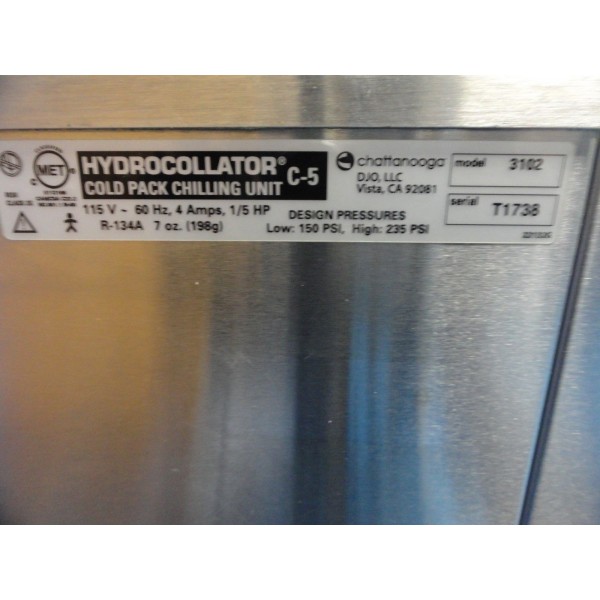 MET
C
HYDROCOLLATOR®
COLD PACK CHILLING UNIT C-5
115 V ~ 60 Hz, 4 Amps, 1/5 HP
R-134A 7 oz. (198g)
DESIGN PRESSURES
Low: 150 PSI, High: 235 PSI
chattanooga
DJO, LLC
Vista, CA 92081
model 3102
serial T1738